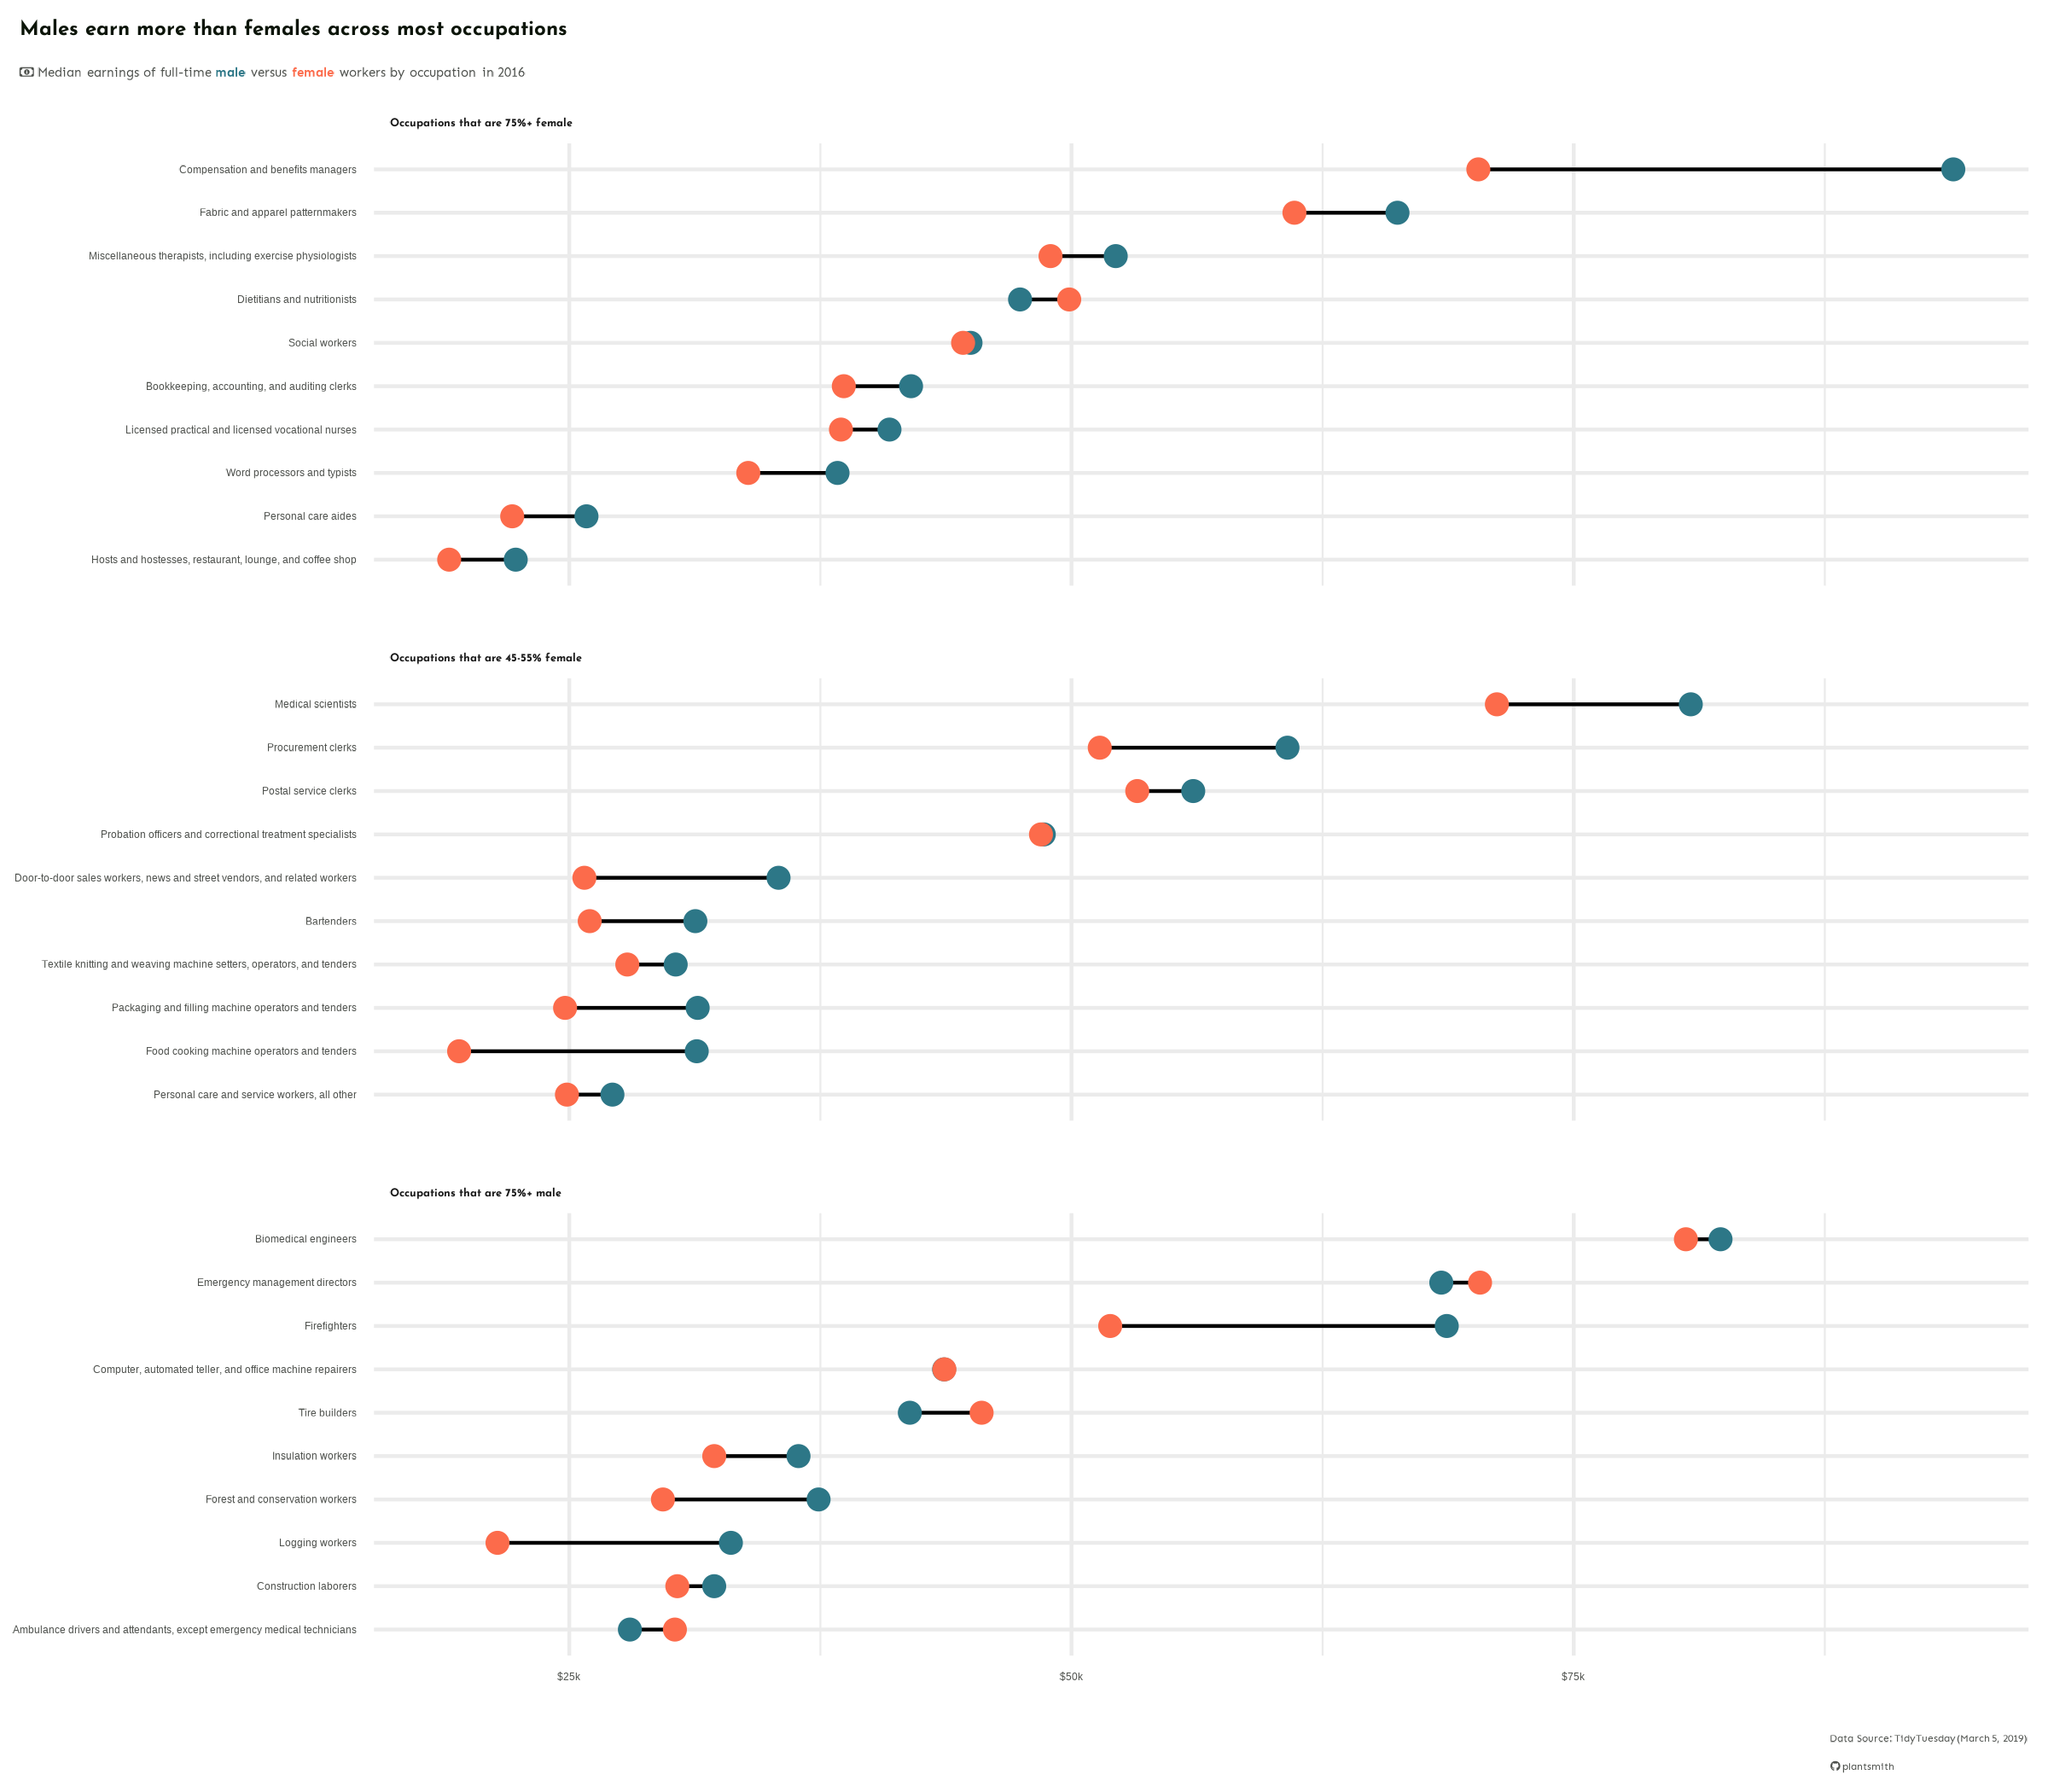 Males earn more than females across most occupations
Median earnings of full-time male versus female workers by occupation in 2016
Occupations that are 75%+ female
Compensation and benefits managers
Fabric and apparel patternmakers
Miscellaneous therapists, including exercise physiologists
Dietitians and nutritionists
Social workers
Bookkeeping, accounting, and auditing clerks
Licensed practical and licensed vocational nurses
Word processors and typists
Personal care aides
Hosts and hostesses, restaurant, lounge, and coffee shop
Occupations that are 45-55% female
Medical scientists
Procurement clerks
Postal service clerks
Probation officers and correctional treatment specialists
Door-to-door sales workers, news and street vendors, and related workers
Bartenders
Textile knitting and weaving machine setters, operators, and tenders
Packaging and filling machine operators and tenders
Food cooking machine operators and tenders
Personal care and service workers, all other
Occupations that are 75%+ male
Biomedical engineers
Emergency management directors
Firefighters
Computer, automated teller, and office machine repairers
Tire builders
Insulation workers
Forest and conservation workers
Logging workers
Construction laborers
Ambulance drivers and attendants, except emergency medical technicians
$25k $50k $75k
Data Source: TidyTuesday (March 5, 2019)
plantsm1th